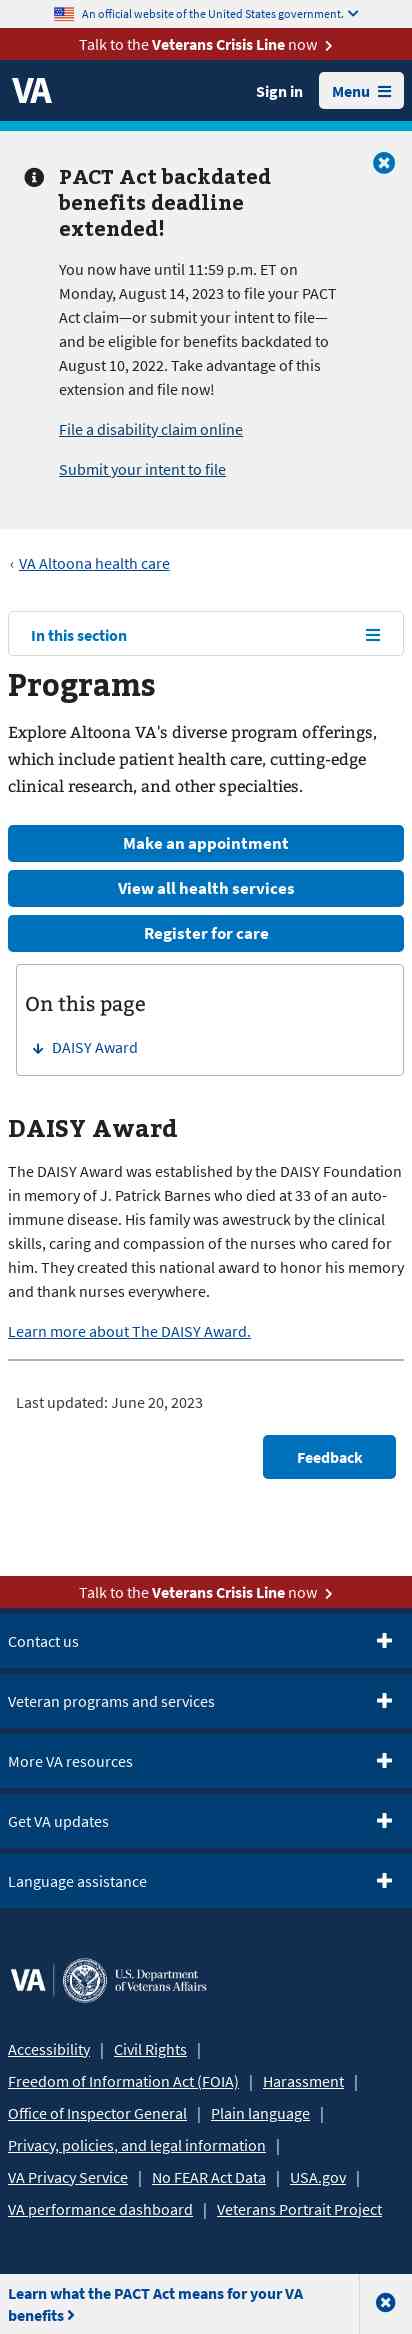 An official website of the United States government.
Talk to the Veterans Crisis Line now
VA
Sign in
Menu
PACT Act backdated
benefits deadline
extended!
You now have until 11:59 p.m. ET on
Monday, August 14, 2023 to file your PACT
Act claim—or submit your intent to file—
and be eligible for benefits backdated to
August 10, 2022. Take advantage of this
extension and file now!
File a disability claim online
Submit your intent to file
‹ VA Altoona health care
In this section
Programs
Explore Altoona VA's diverse program offerings,
which include patient health care, cutting-edge
clinical research, and other specialties.
Make an appointment
View all health services
Register for care
On this page
DAISY Award
DAISY Award
The DAISY Award was established by the DAISY Foundation
in memory of J. Patrick Barnes who died at 33 of an auto-
immune disease. His family was awestruck by the clinical
skills, caring and compassion of the nurses who cared for
him. They created this national award to honor his memory
and thank nurses everywhere.
Learn more about The DAISY Award.
Last updated: June 20, 2023
Feedback
Talk to the Veterans Crisis Line now
Contact us
Veteran programs and services
More VA resources
Get VA updates
Language assistance
VA
U.S. Department
of Veterans Affairs
Accessibility | Civil Rights |
Freedom of Information Act (FOIA) | Harassment |
Office of Inspector General | Plain language |
Privacy, policies, and legal information |
VA Privacy Service | No FEAR Act Data | USA.gov |
VA performance dashboard | Veterans Portrait Project
Learn what the PACT Act means for your VA
benefits